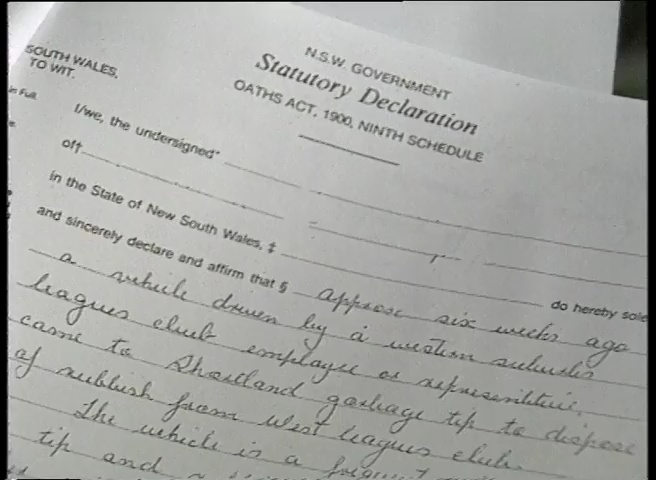 N.S.W. GOVERNMENT
Statutory Declaration
OATHS ACT, 1900, NINTH SCHEDULE
SOUTH WALES,
TO WIT.
in Full
I/we, the undersigned*
of†
in the State of New South Wales, ‡
do hereby sole
and sincerely declare and affirm that § approx six weeks ago
a vehicle driven by a western suburbs
leagues club employee or representative,
came to Shortland garbage tip to dispose
of rubbish from West leagues club.
The vehicle is a
tip and a